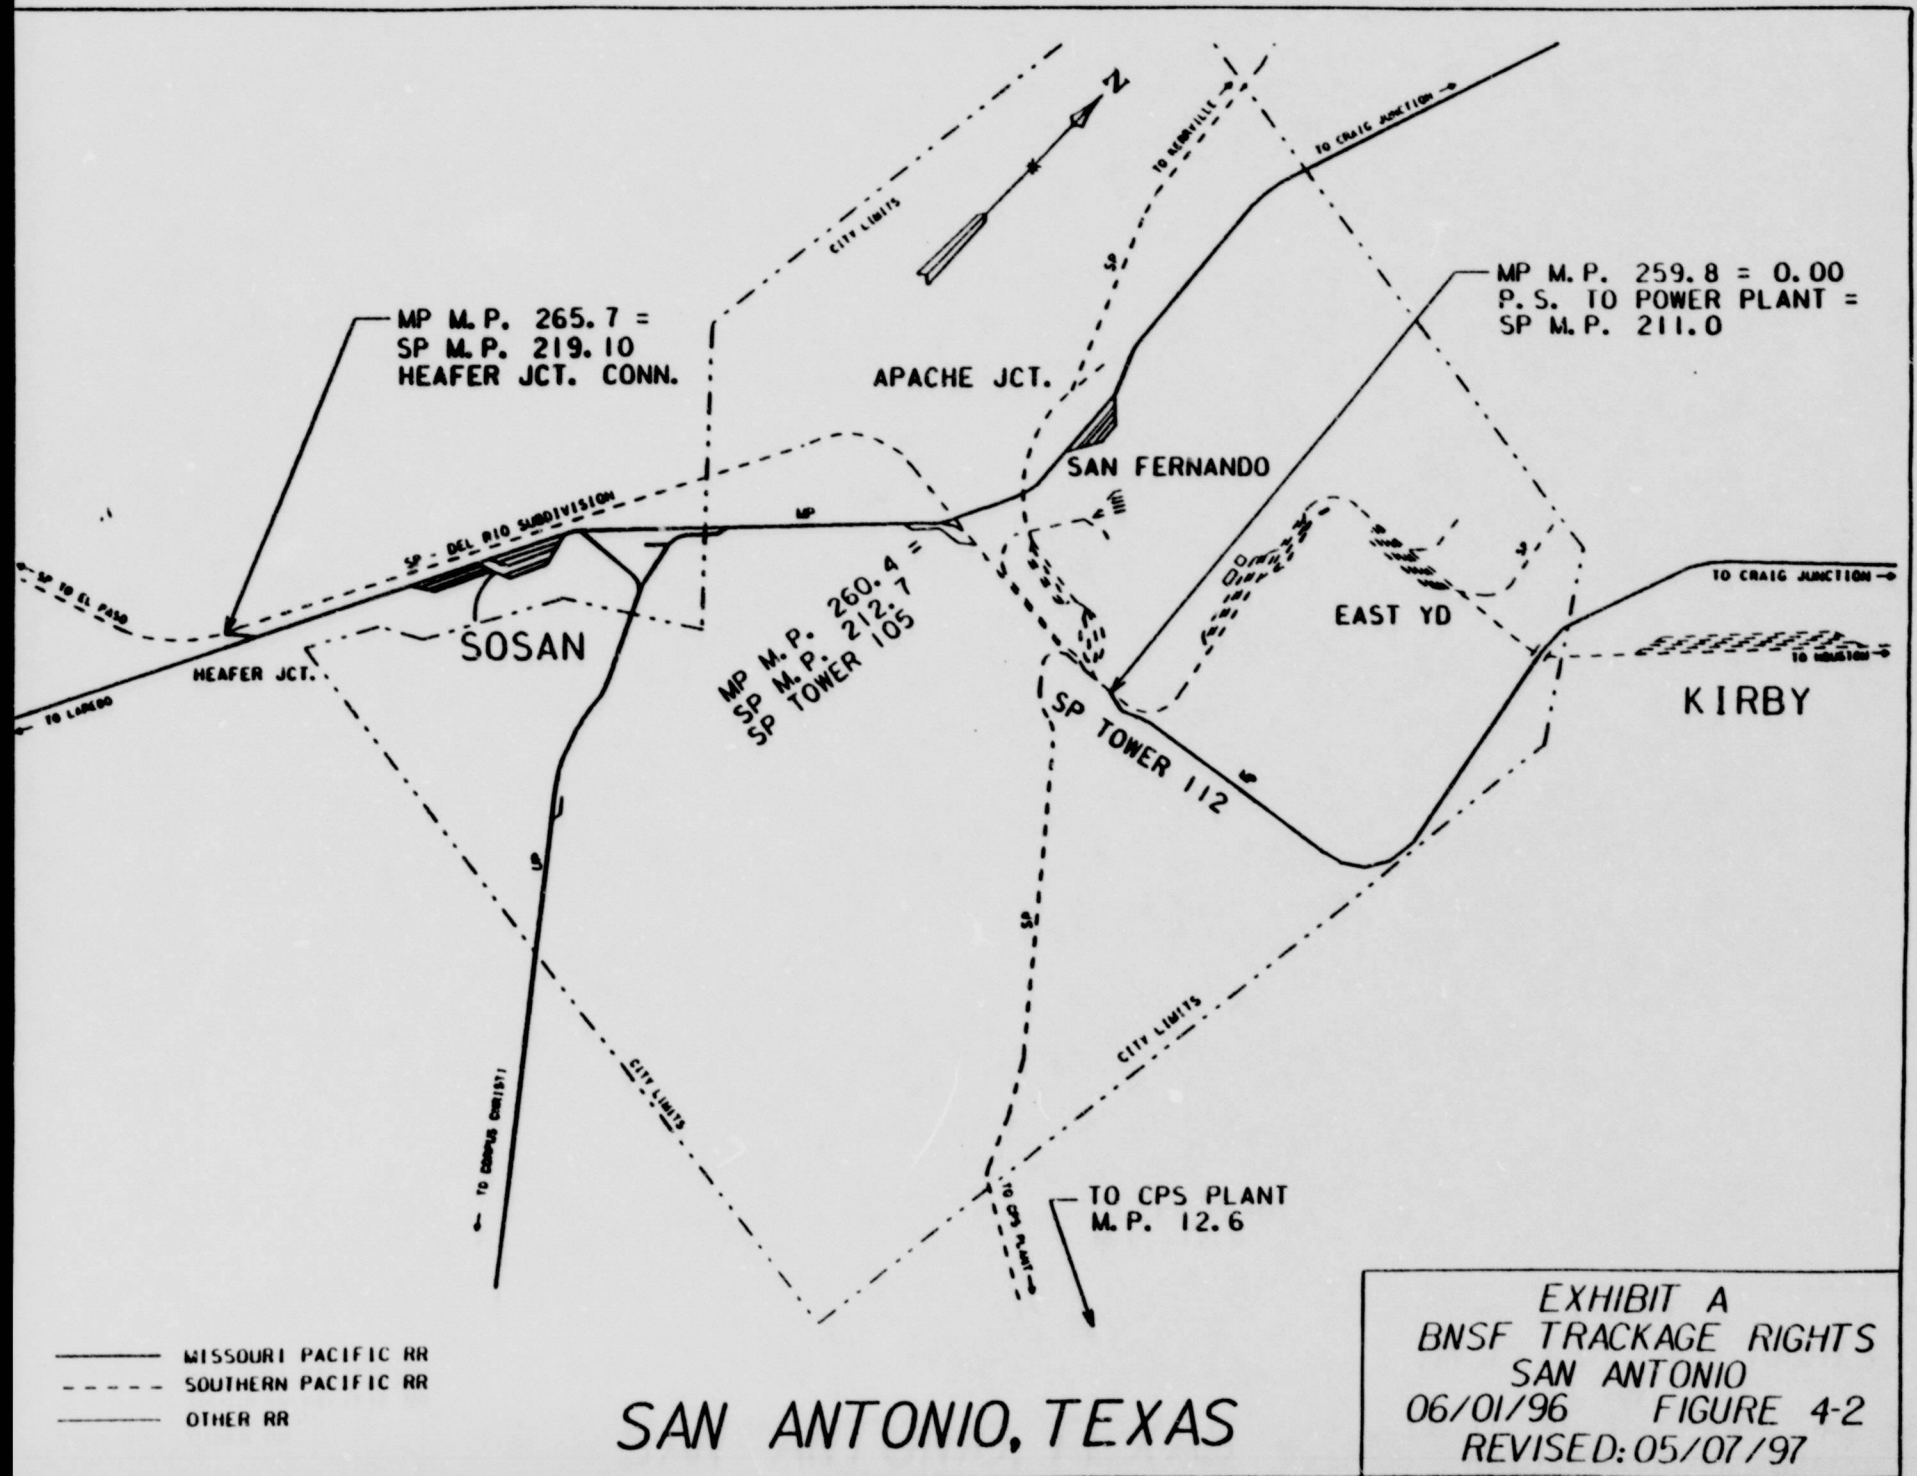 TO KERRVILLE
TO CRAIG JUNCTION
N
CITY LIMITS
SP
MP M.P. 259.8 = 0.00
P.S. TO POWER PLANT =
SP M.P. 211.0
MP M.P. 265.7 =
SP M.P. 219.10
HEAFER JCT. CONN.
APACHE JCT.
SAN FERNANDO
SP - DEL RIO SUBDIVISION
MP
SP
SP TO EL PASO
TO CRAIG JUNCTION
EAST YD
MP M.P. 260.4 =
SP M.P. 212.7
SP TOWER 105
SOSAN
HEAFER JCT.
TO HOUSTON
KIRBY
TO LAREDO
SP TOWER 112
MP
UP
SP
CITY LIMITS
TO CORPUS CHRISTI
CITY LIMITS
TO CPS PLANT
TO CPS PLANT
M.P. 12.6
MISSOURI PACIFIC RR
SOUTHERN PACIFIC RR
OTHER RR
SAN ANTONIO, TEXAS
EXHIBIT A
BNSF TRACKAGE RIGHTS
SAN ANTONIO
06/01/96 FIGURE 4-2
REVISED: 05/07/97